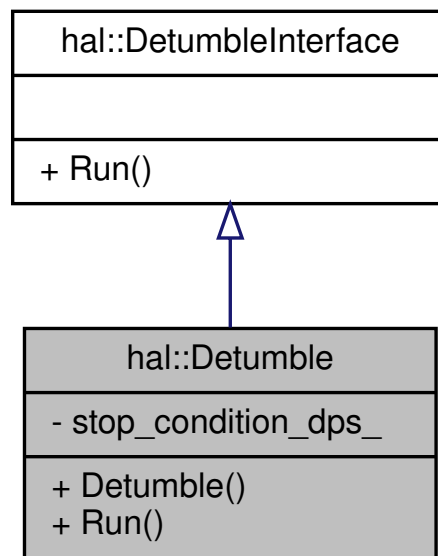 hal::DetumbleInterface
+ Run()
hal::Detumble
- stop_condition_dps_
+ Detumble()
+ Run()